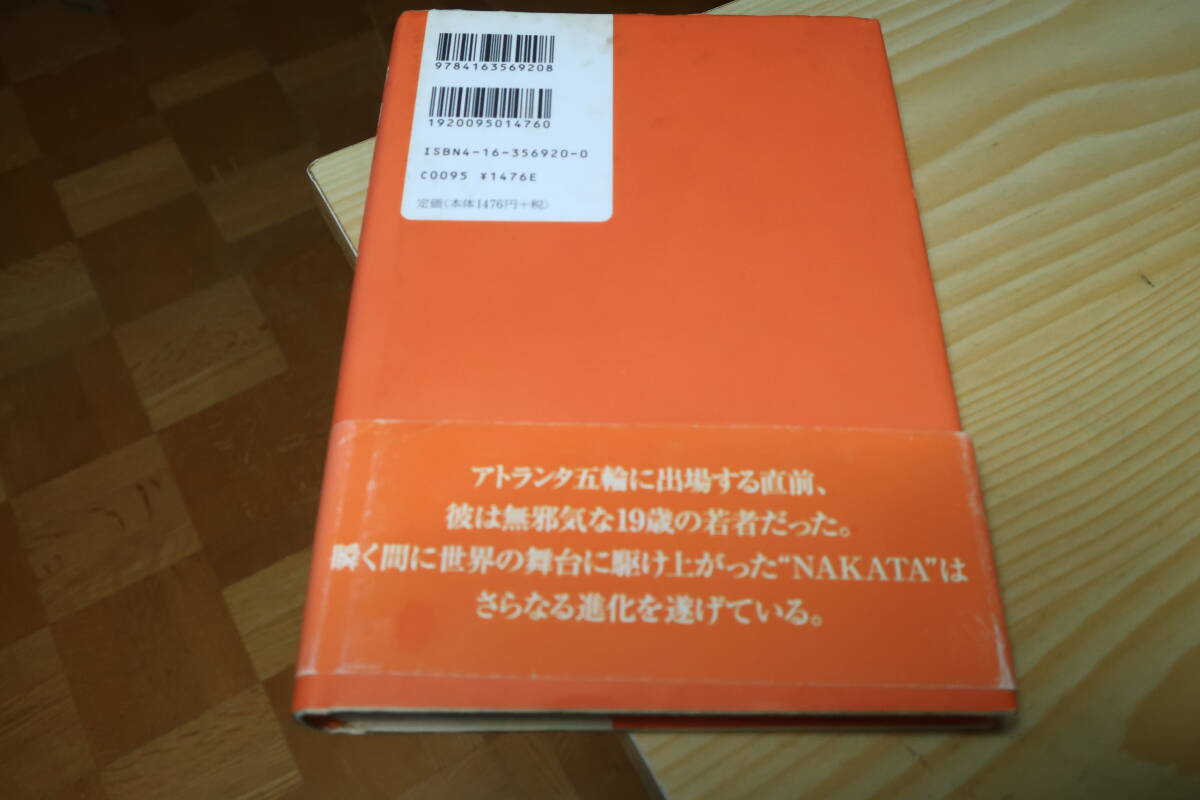 9784163569208
1920095014760
ISBN4-16-356920-0
C0095 ¥1476E
定価(本体1476円+税)
アトランタ五輪に出場する直前、
彼は無邪気な19歳の若者だった。
瞬く間に世界の舞台に駆け上がった“NAKATA”は
さらなる進化を遂げている。